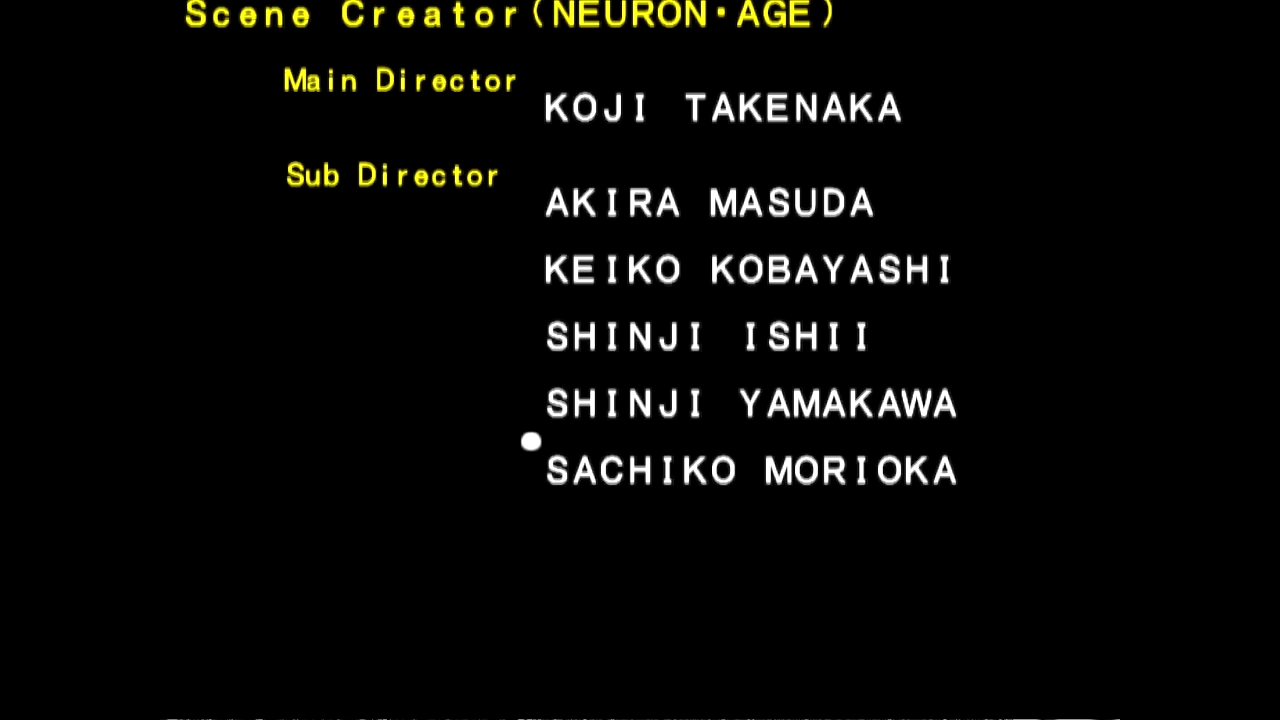 Scene Creator(NEURON・AGE)
Main Director
KOJI TAKENAKA
Sub Director
AKIRA MASUDA
KEIKO KOBAYASHI
SHINJI ISHII
SHINJI YAMAKAWA
SACHIKO MORIOKA